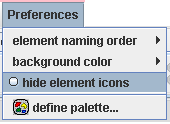 Preferences
element naming order
background color
hide element icons
define palette...